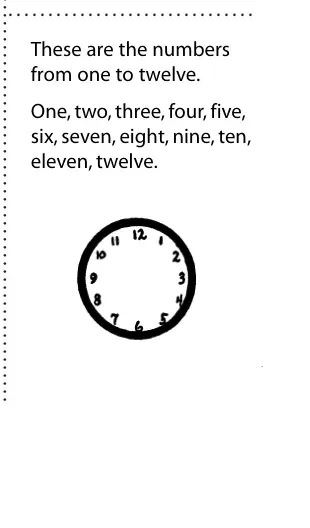 These are the numbers
from one to twelve.
One, two, three, four, five,
six, seven, eight, nine, ten,
eleven, twelve.
12
11 1
10 2
9 3
8 4
7 5
6